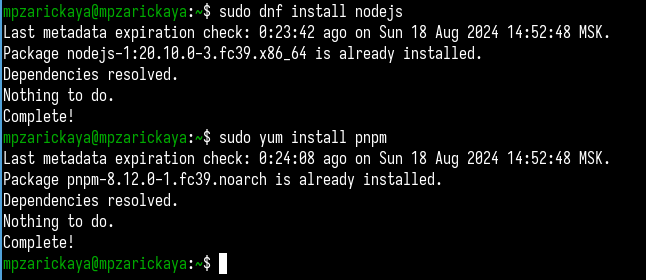 mpzarickaya@mpzarickaya:~$ sudo dnf install nodejs
Last metadata expiration check: 0:23:42 ago on Sun 18 Aug 2024 14:52:48 MSK.
Package nodejs-1:20.10.0-3.fc39.x86_64 is already installed.
Dependencies resolved.
Nothing to do.
Complete!
mpzarickaya@mpzarickaya:~$ sudo yum install pnpm
Last metadata expiration check: 0:24:08 ago on Sun 18 Aug 2024 14:52:48 MSK.
Package pnpm-8.12.0-1.fc39.noarch is already installed.
Dependencies resolved.
Nothing to do.
Complete!
mpzarickaya@mpzarickaya:~$